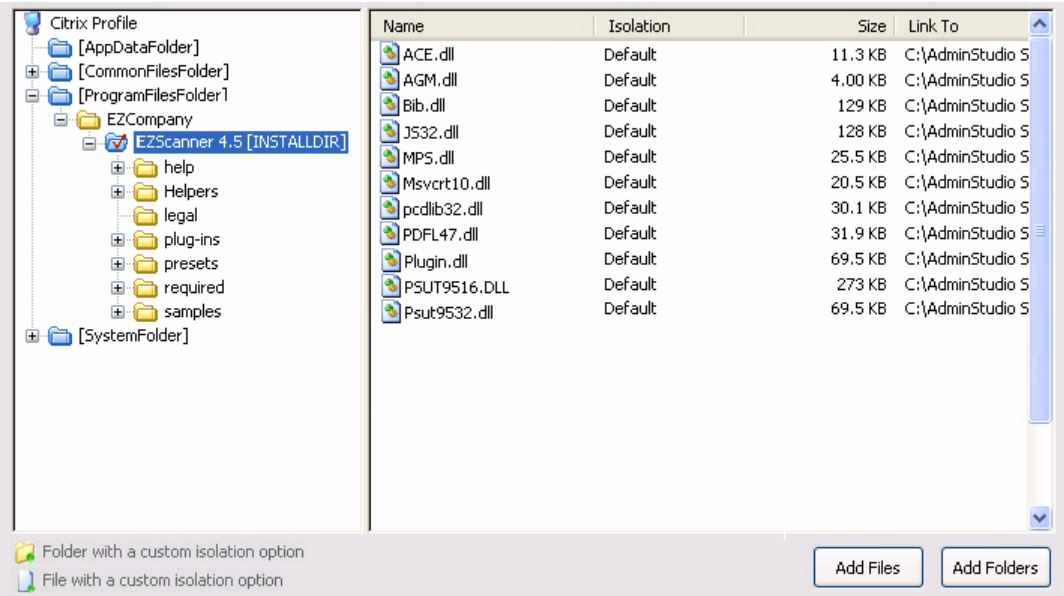 Citrix Profile
[AppDataFolder]
[CommonFilesFolder]
[ProgramFilesFolder]
EZCompany
EZScanner 4.5 [INSTALLDIR]
help
Helpers
legal
plug-ins
presets
required
samples
[SystemFolder]
Name Isolation Size Link To
ACE.dll Default 11.3 KB C:\AdminStudio S
AGM.dll Default 4.00 KB C:\AdminStudio S
Bib.dll Default 129 KB C:\AdminStudio S
JS32.dll Default 128 KB C:\AdminStudio S
MPS.dll Default 25.5 KB C:\AdminStudio S
Msvcrt10.dll Default 20.5 KB C:\AdminStudio S
pcdlib32.dll Default 30.1 KB C:\AdminStudio S
PDFL47.dll Default 31.9 KB C:\AdminStudio S
Plugin.dll Default 69.5 KB C:\AdminStudio S
PSUT9516.DLL Default 273 KB C:\AdminStudio S
Psut9532.dll Default 69.5 KB C:\AdminStudio S
Folder with a custom isolation option
File with a custom isolation option
Add Files Add Folders